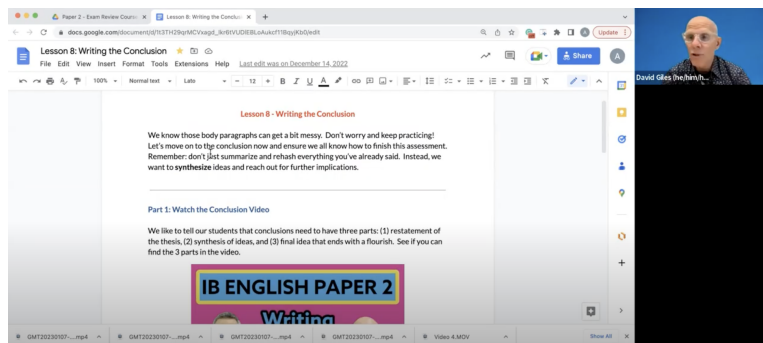 Paper 2 - Exam Review Course
Lesson 8: Writing the Conclusi
Update
Lesson 8: Writing the Conclusion
File Edit View Insert Format Tools Extensions Help Last edit was on December 14, 2022
Share
A
100% Normal text Lato 12 B I U A
Lesson 8 - Writing the Conclusion
We know those body paragraphs can get a bit messy. Don't worry and keep practicing!
Let's move on to the conclusion now and ensure we all know how to finish this assessment.
Remember: don't just summarize and rehash everything you've already said. Instead, we
want to synthesize ideas and reach out for further implications.
Part 1: Watch the Conclusion Video
We like to tell our students that conclusions need to have three parts: (1) restatement of
the thesis, (2) synthesis of ideas, and (3) final idea that ends with a flourish. See if you can
find the 3 parts in the video.
IB ENGLISH PAPER 2
Writing
David Giles (he/him/h...
GMT20230107-....mp4 GMT20230107-....mp4 GMT20230107-....mp4 GMT20230107-....mp4 Video 4.MOV Show All